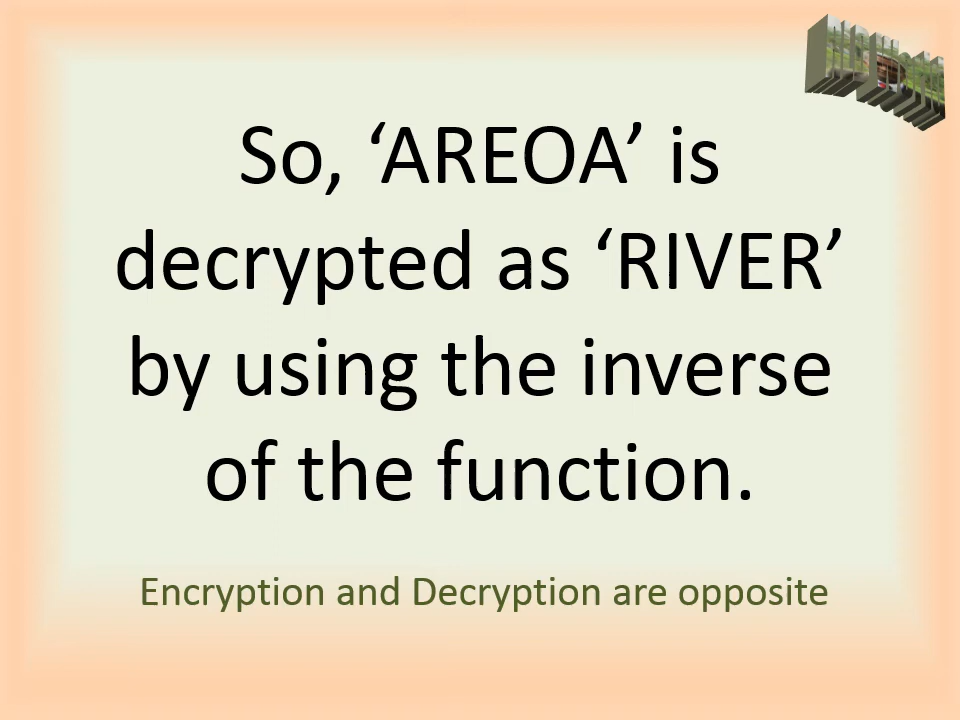 So, ‘AREOA’ is
decrypted as ‘RIVER’
by using the inverse
of the function.
Encryption and Decryption are opposite